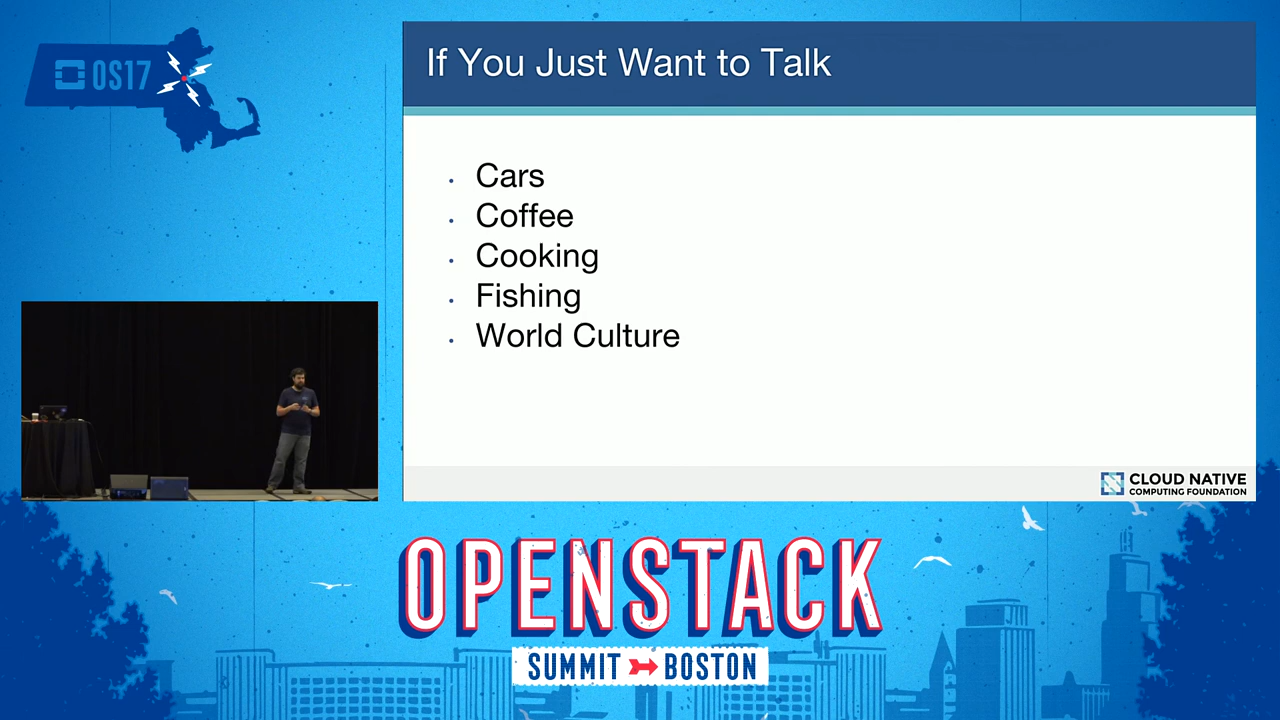 OS17
If You Just Want to Talk
Cars
Coffee
Cooking
Fishing
World Culture
CLOUD NATIVE
COMPUTING FOUNDATION
OPENSTACK
SUMMIT BOSTON